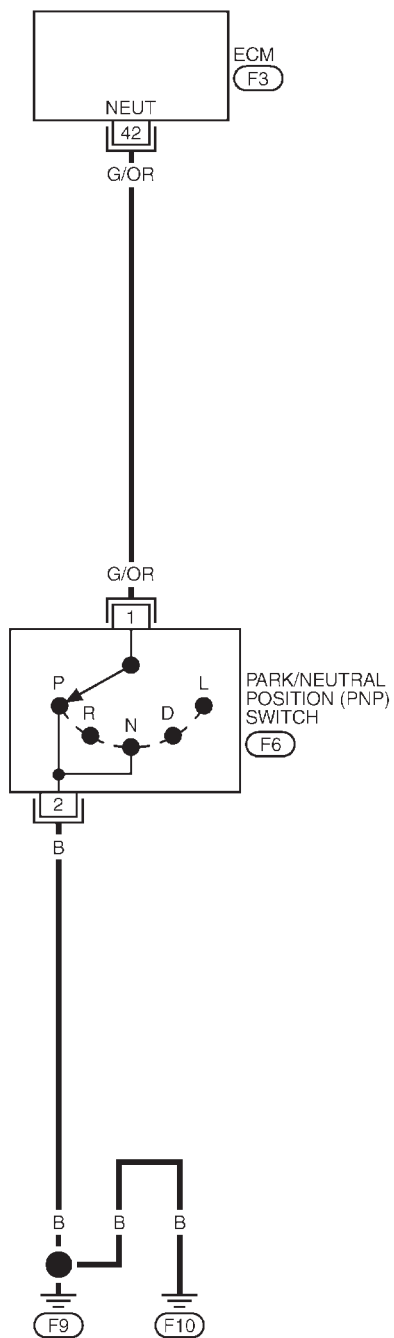 ECM
F3
NEUT
42
G/OR
G/OR
1
P
R
N
D
L
PARK/NEUTRAL
POSITION (PNP)
SWITCH
F6
2
B
B
B
B
F9
F10